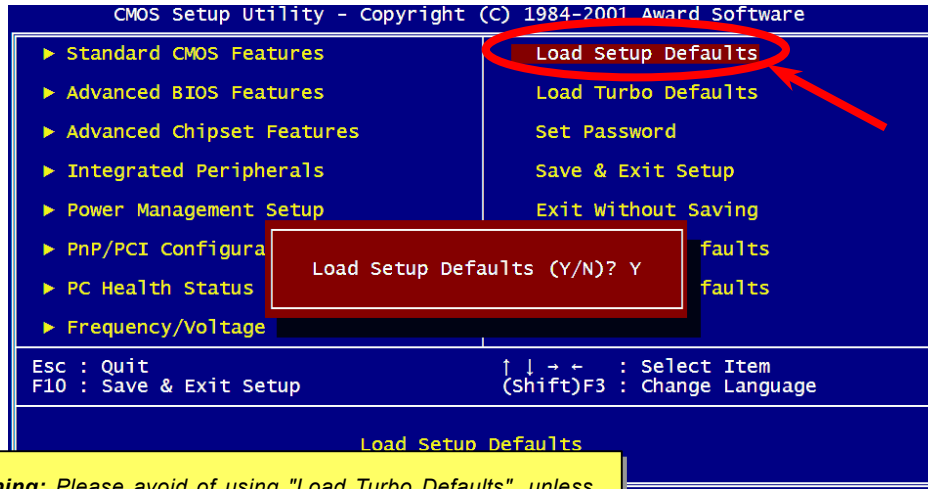 CMOS Setup Utility - Copyright (C) 1984-2001 Award Software
► Standard CMOS Features
► Advanced BIOS Features
► Advanced Chipset Features
► Integrated Peripherals
► Power Management Setup
► PnP/PCI Configura
► PC Health Status
► Frequency/Voltage
Load Setup Defaults
Load Turbo Defaults
Set Password
Save & Exit Setup
Exit Without Saving
faults
faults
Load Setup Defaults (Y/N)? Y
Esc : Quit
F10 : Save & Exit Setup
↑ ↓ → ← : Select Item
(Shift)F3 : Change Language
Load Setup Defaults
ning: Please avoid of using "Load Turbo Defaults", unless